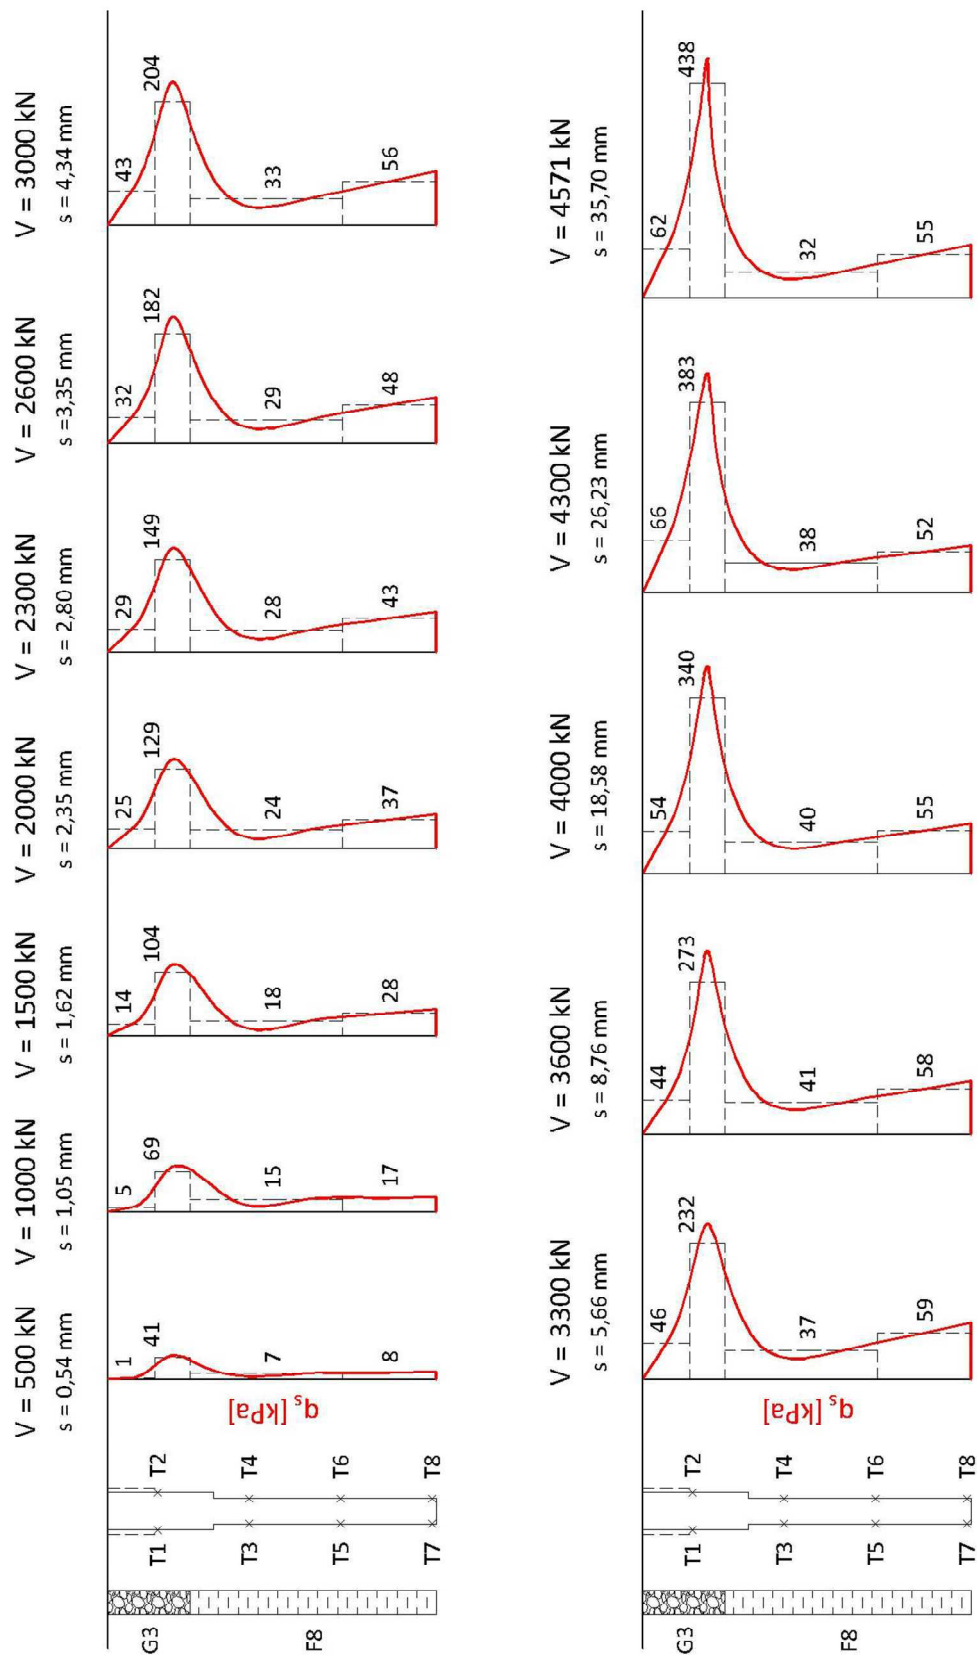 V = 500 kN
s = 0,54 mm
V = 1000 kN
s = 1,05 mm
V = 1500 kN
s = 1,62 mm
V = 2000 kN
s = 2,35 mm
V = 2300 kN
s = 2,80 mm
V = 2600 kN
s =3,35 mm
V = 3000 kN
s = 4,34 mm
G3
F8
T1
T2
T3
T4
T5
T6
T7
T8
qs [kPa]
1
41
7
8
5
69
15
17
14
104
18
28
25
129
24
37
29
149
28
43
32
182
29
48
43
204
33
56
V = 3300 kN
s = 5,66 mm
V = 3600 kN
s = 8,76 mm
V = 4000 kN
s = 18,58 mm
V = 4300 kN
s = 26,23 mm
V = 4571 kN
s = 35,70 mm
G3
F8
T1
T2
T3
T4
T5
T6
T7
T8
qs [kPa]
46
232
37
59
44
273
41
58
54
340
40
55
66
383
38
52
62
438
32
55